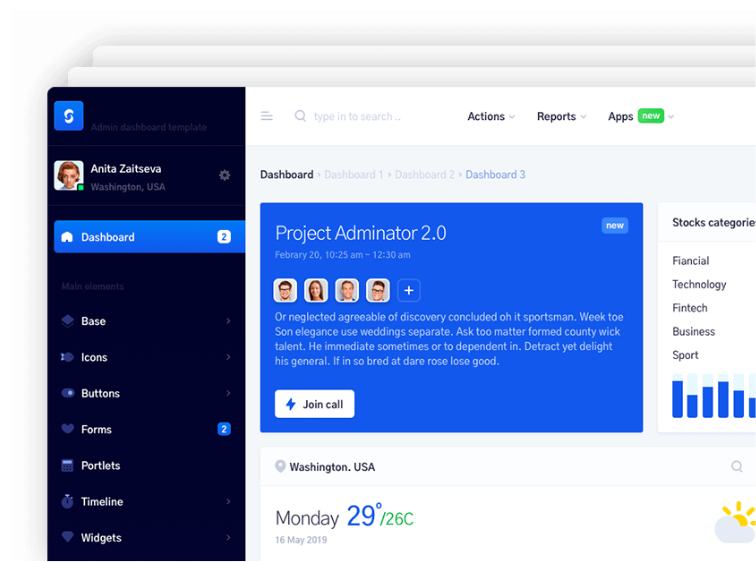 Admin dashboard template
type in to search ..
Actions
Reports
Apps new
Anita Zaitseva
Washington, USA
Dashboard 2
Main elements
Base
Icons
Buttons
Forms 2
Portlets
Timeline
Widgets
Dashboard › Dashboard 1 › Dashboard 2 › Dashboard 3
Project Adminator 2.0
new
Febrary 20, 10:25 am - 12:30 am
Or neglected agreeable of discovery concluded oh it sportsman. Week toe
Son elegance use weddings separate. Ask too matter formed county wick
talent. He immediate sometimes or to dependent in. Detract yet delight
his general. If in so bred at dare rose lose good.
Join call
Stocks categorie
Fiancial
Technology
Fintech
Business
Sport
Washington. USA
Monday 29°/26C
16 May 2019